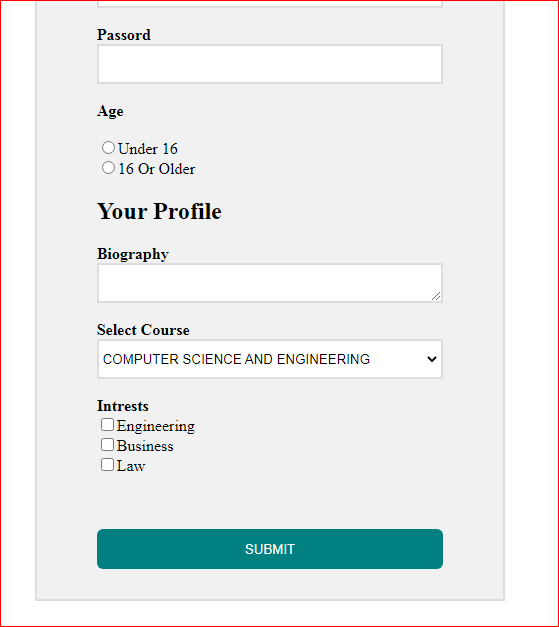 Passord
Age
Under 16
16 Or Older
Your Profile
Biography
Select Course
COMPUTER SCIENCE AND ENGINEERING
Intrests
Engineering
Business
Law
SUBMIT